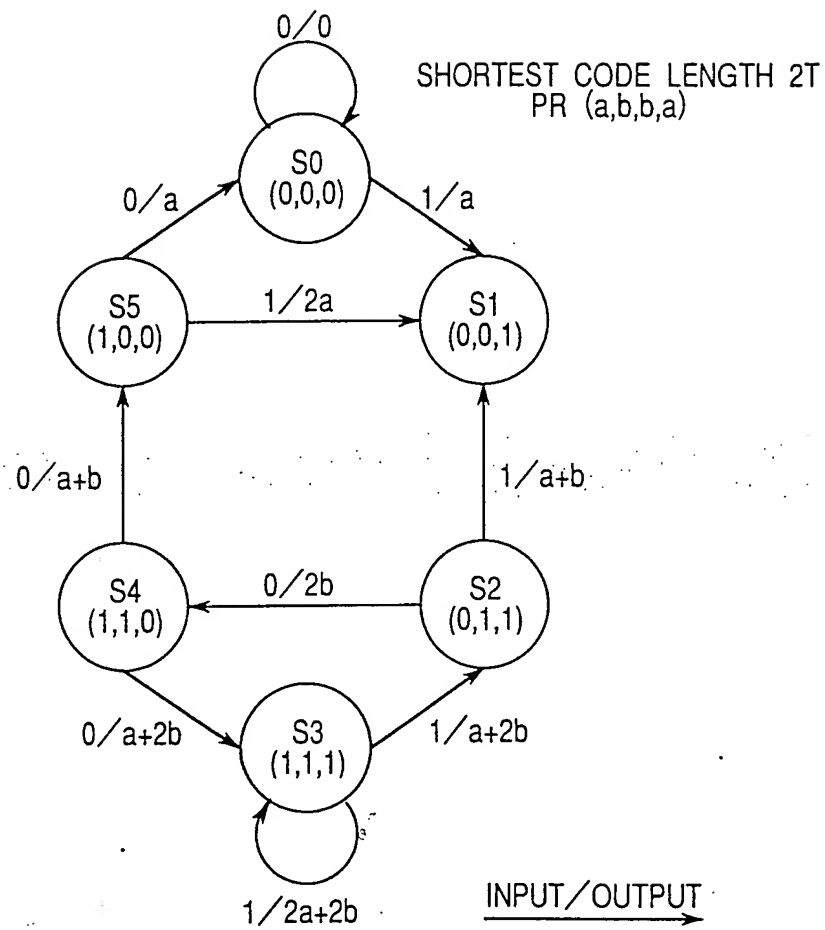 0/0
SHORTEST CODE LENGTH 2T
PR (a,b,b,a)
S0
(0,0,0)
0/a
1/a
S5
(1,0,0)
1/2a
S1
(0,0,1)
0/a+b
1/a+b
S4
(1,1,0)
0/2b
S2
(0,1,1)
0/a+2b
S3
(1,1,1)
1/a+2b
1/2a+2b
INPUT/OUTPUT